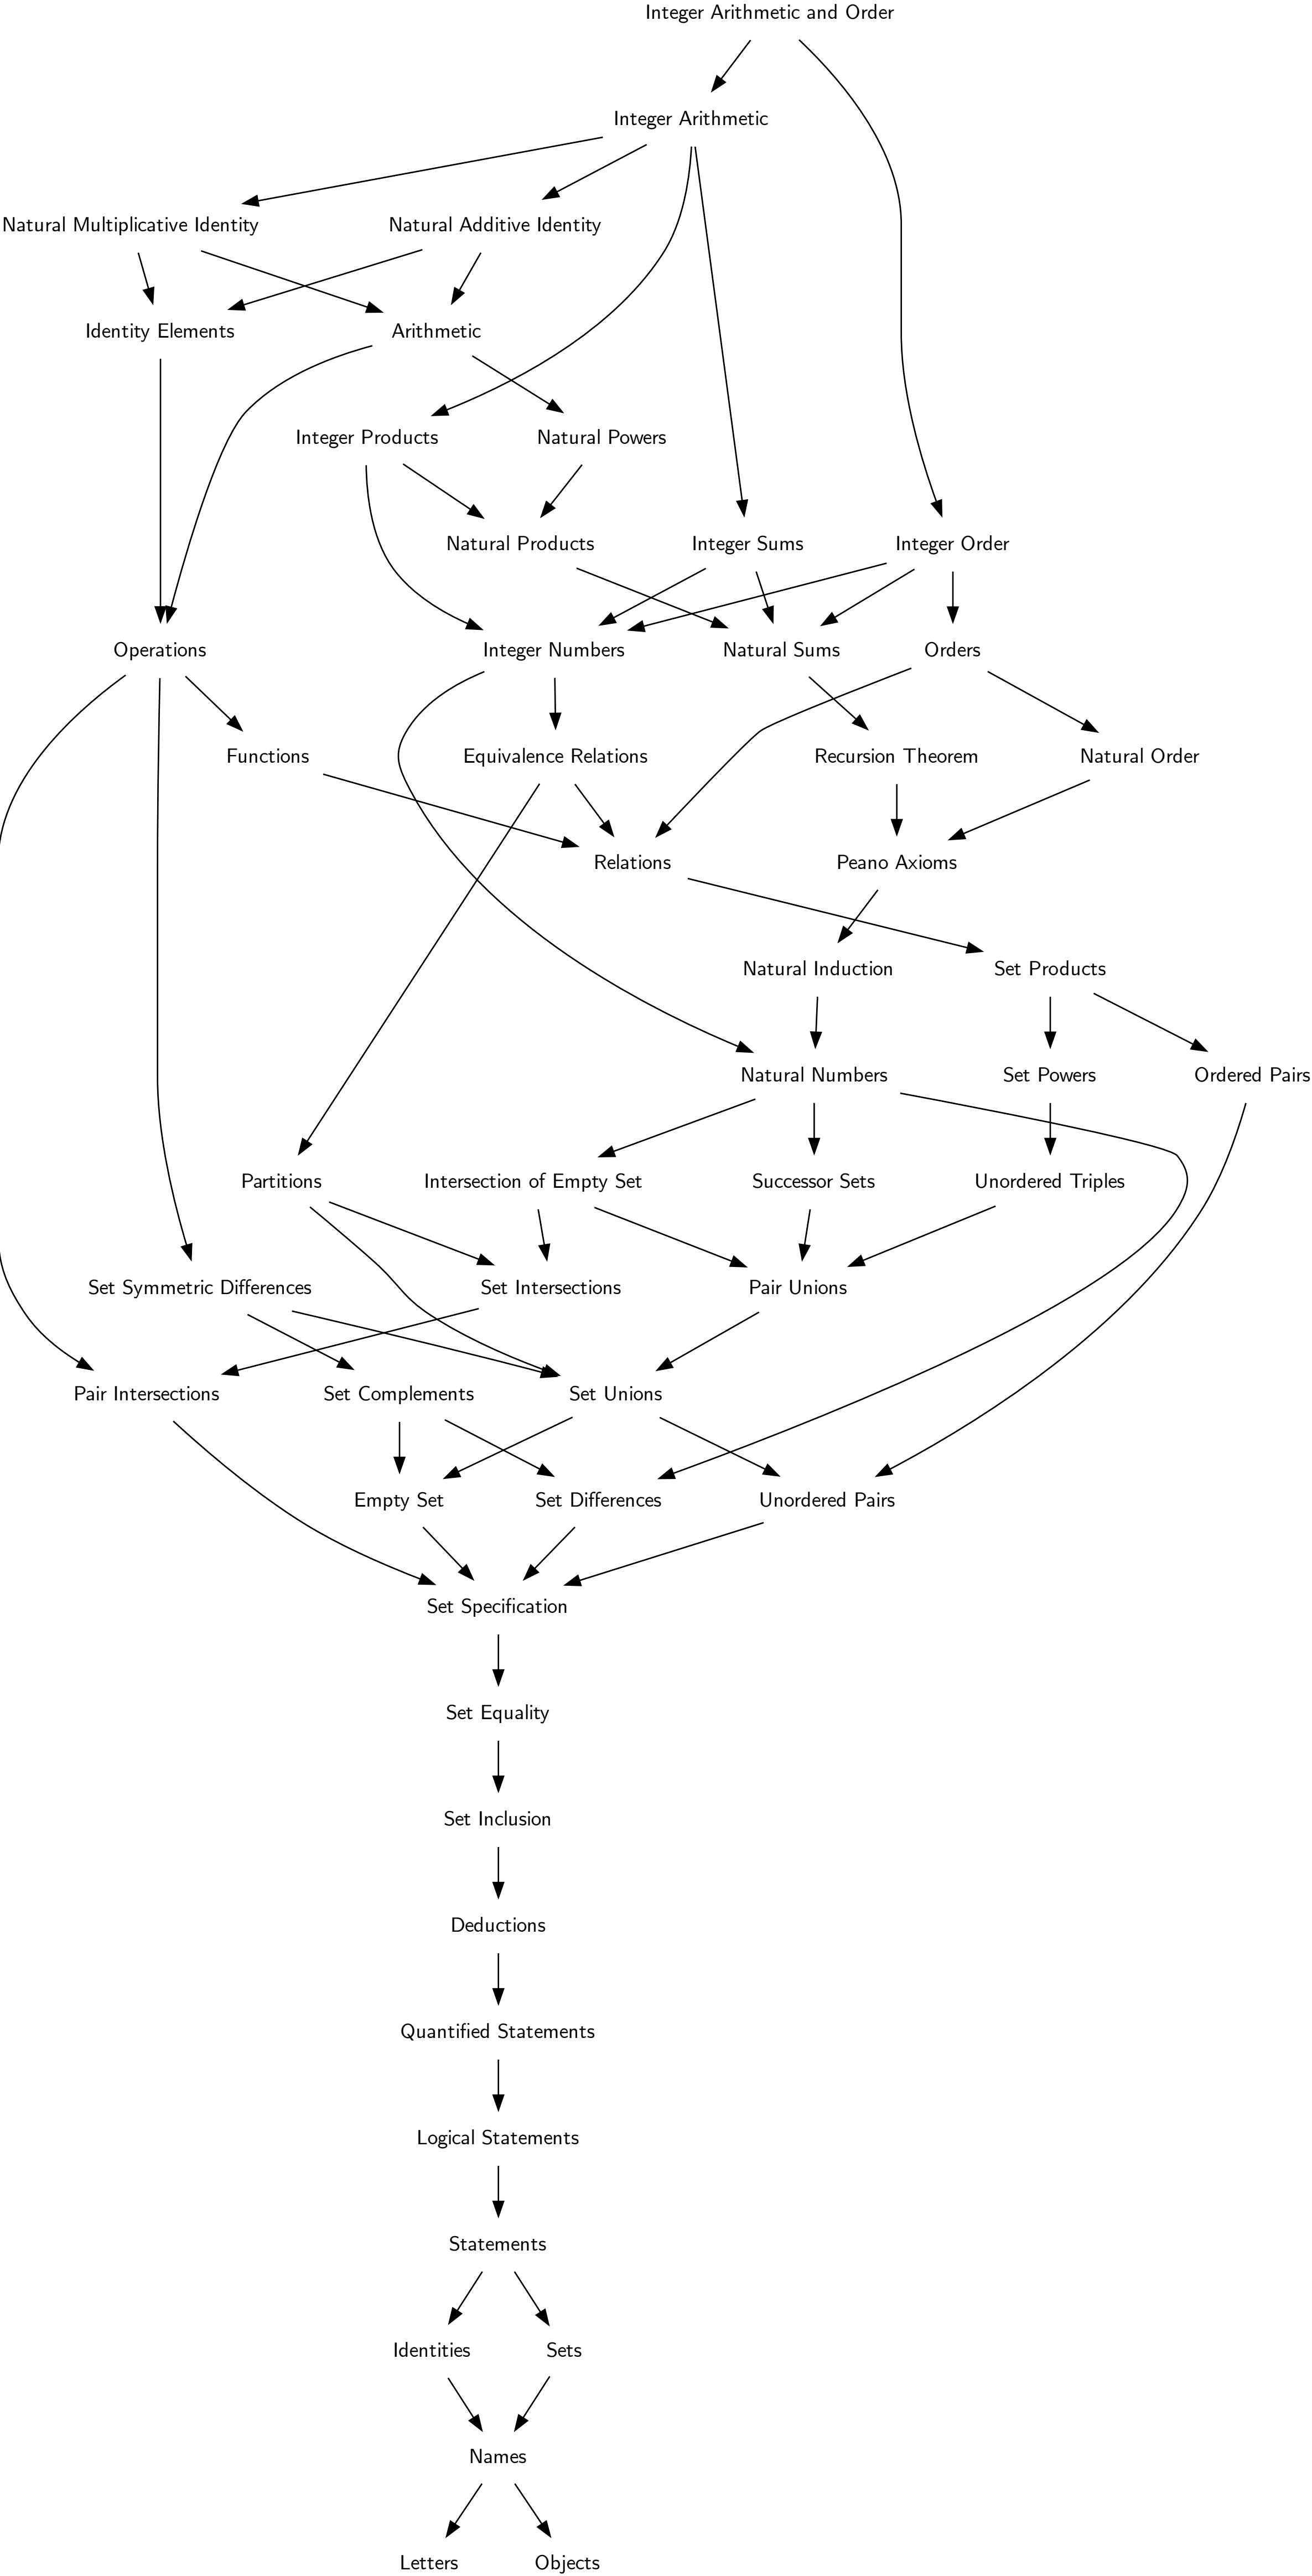 Integer Arithmetic and Order
Integer Arithmetic
Natural Multiplicative Identity
Natural Additive Identity
Identity Elements
Arithmetic
Integer Products
Natural Powers
Natural Products
Integer Sums
Integer Order
Operations
Integer Numbers
Natural Sums
Orders
Functions
Equivalence Relations
Recursion Theorem
Natural Order
Relations
Peano Axioms
Natural Induction
Set Products
Natural Numbers
Set Powers
Ordered Pairs
Partitions
Intersection of Empty Set
Successor Sets
Unordered Triples
Set Symmetric Differences
Set Intersections
Pair Unions
Pair Intersections
Set Complements
Set Unions
Empty Set
Set Differences
Unordered Pairs
Set Specification
Set Equality
Set Inclusion
Deductions
Quantified Statements
Logical Statements
Statements
Identities
Sets
Names
Letters
Objects